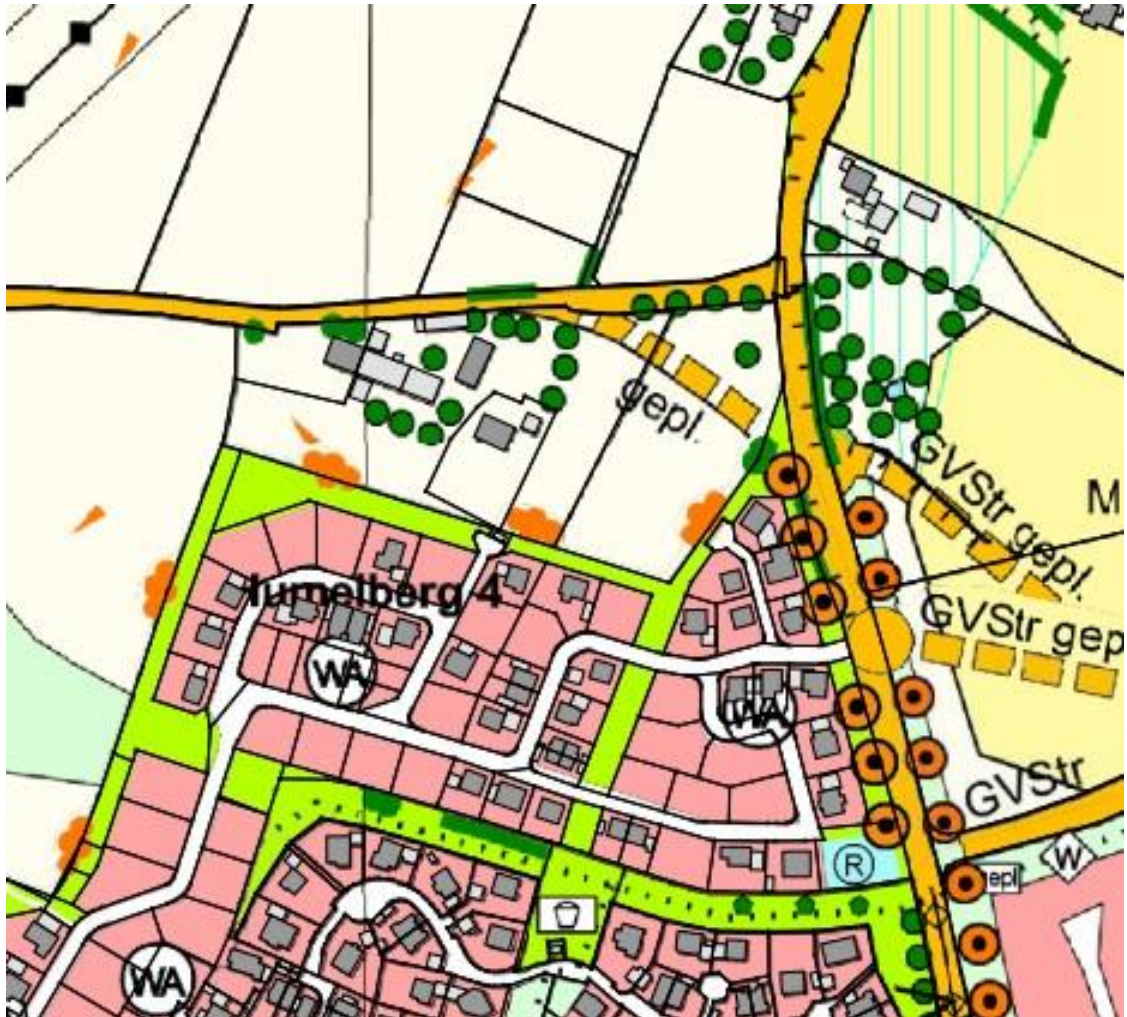 gepl.
GVStr gepl.
M
lumelberg 4
GVStr gep
WA
WA
GVStr
R
W
gepl
WA